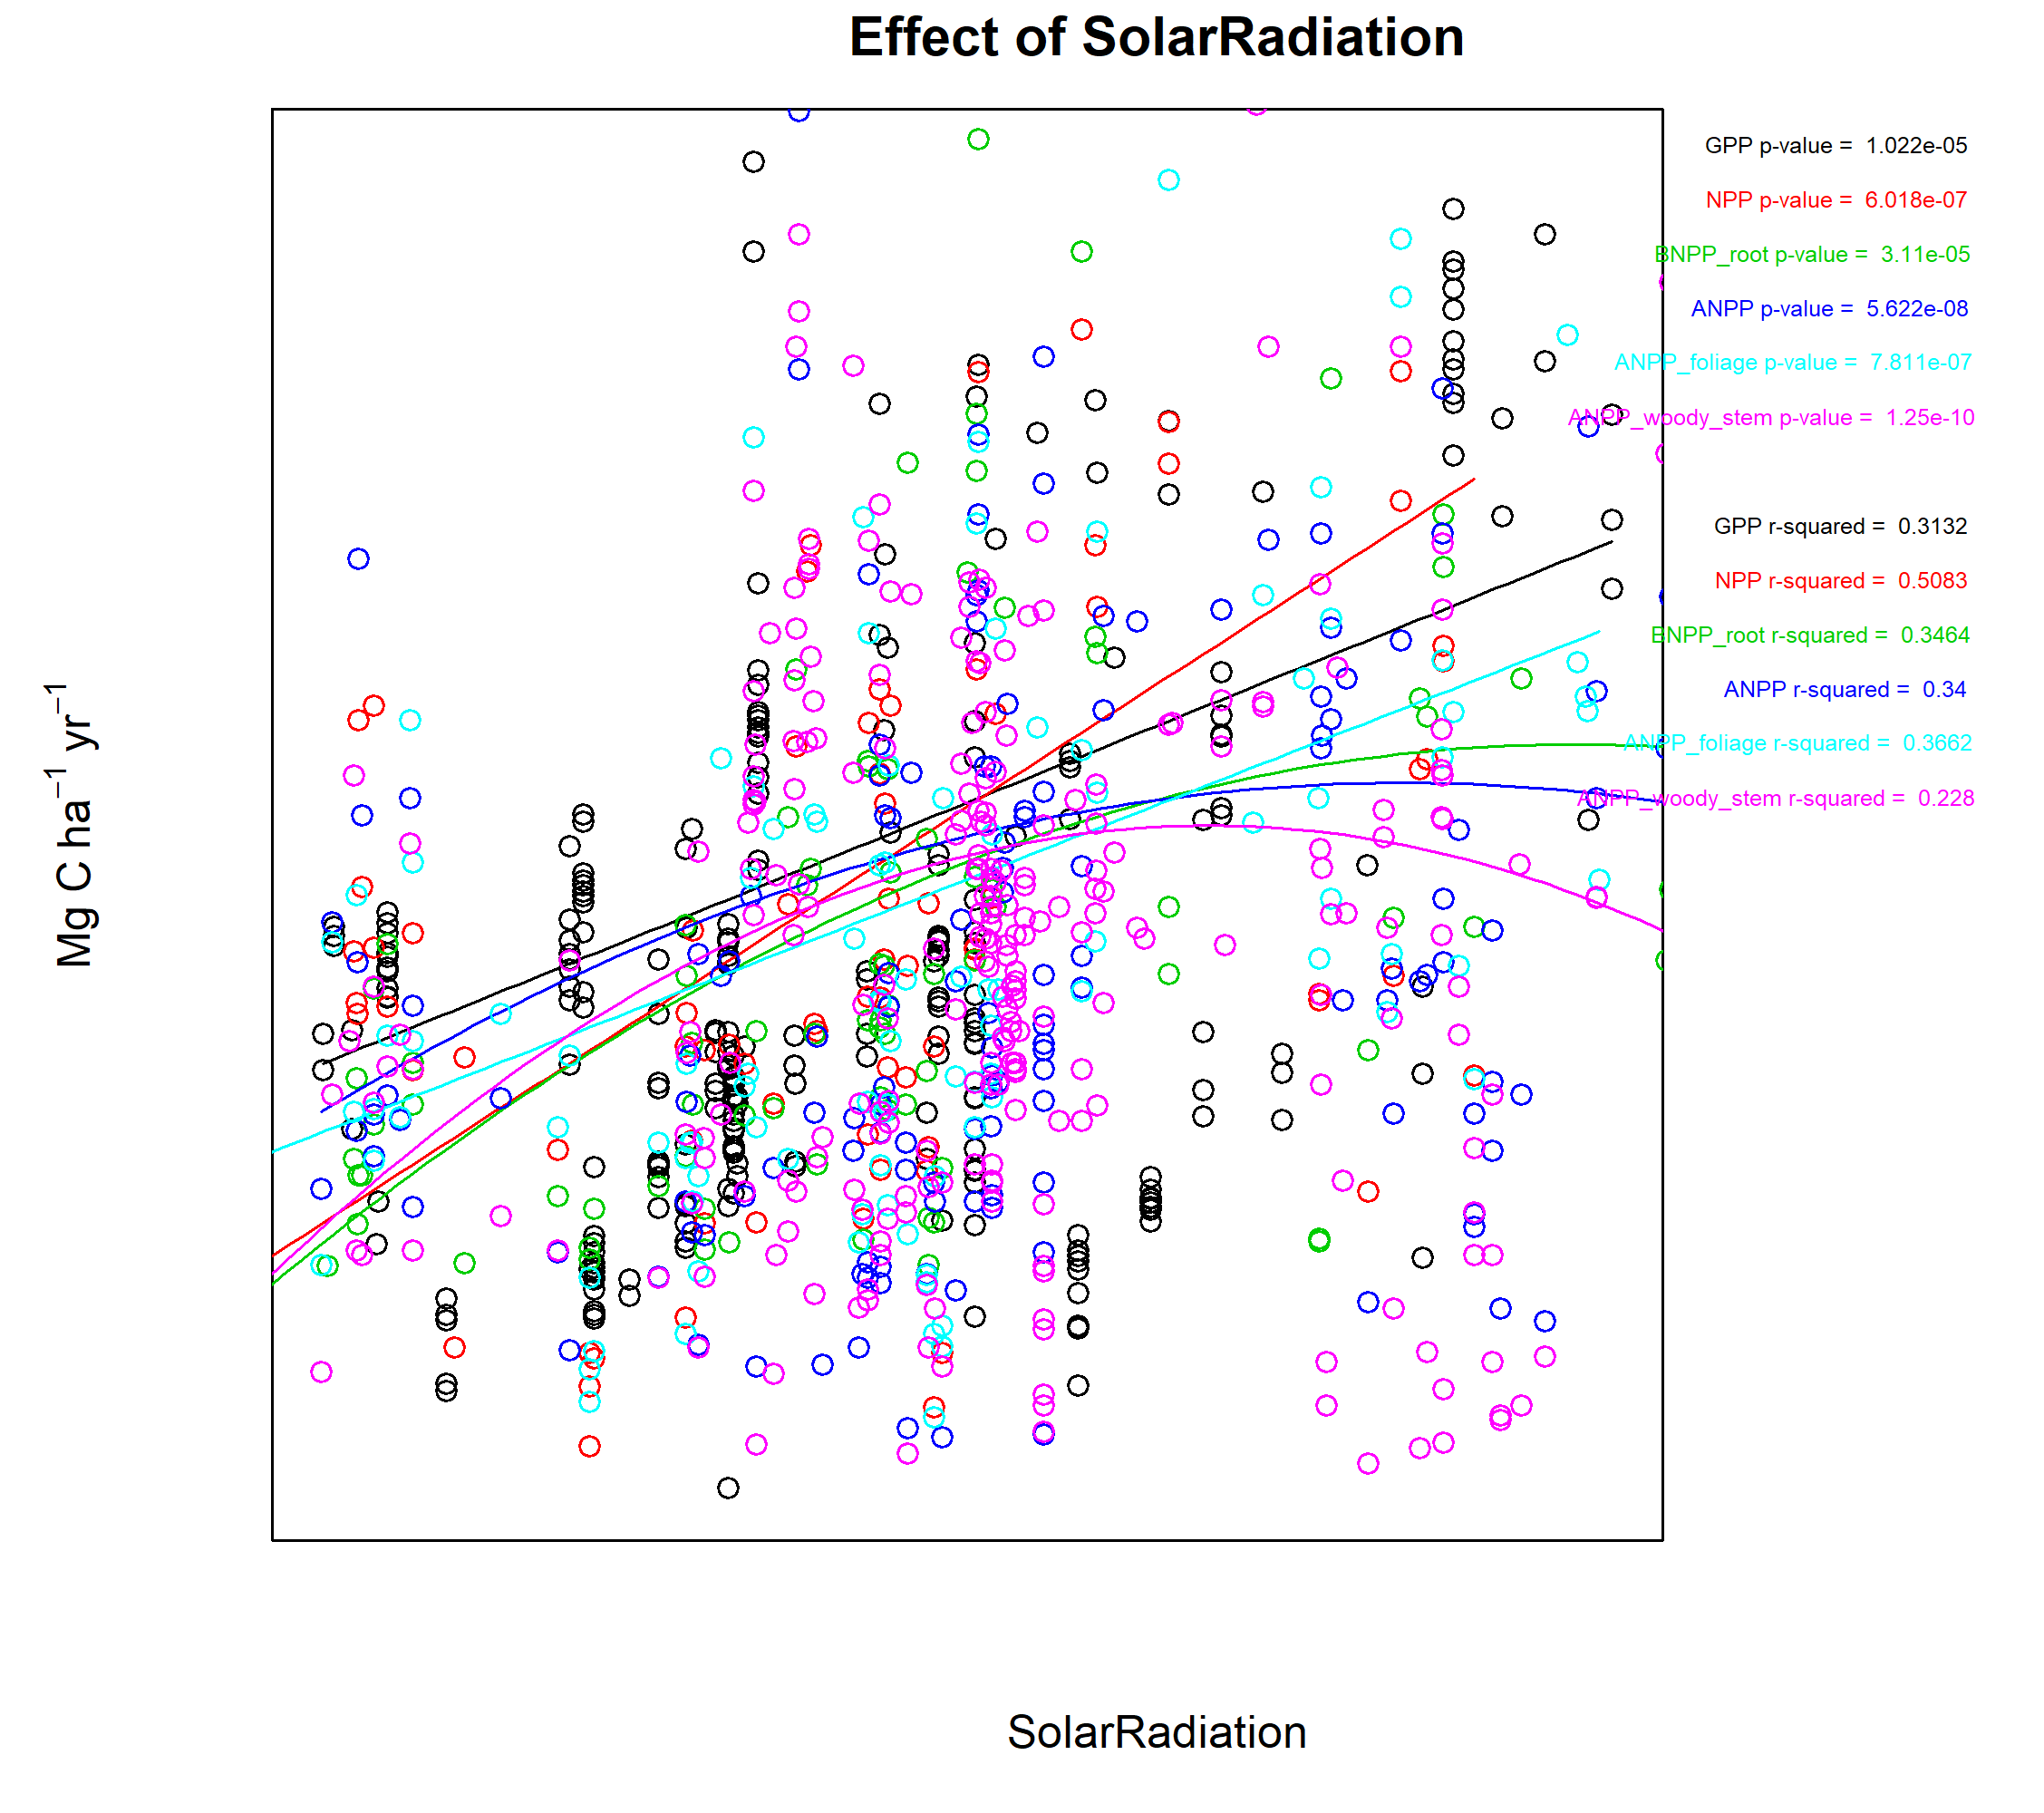 Effect of SolarRadiation
GPP p-value = 1.022e-05
NPP p-value = 6.018e-07
BNPP_root p-value = 3.11e-05
ANPP p-value = 5.622e-08
ANPP_foliage p-value = 7.811e-07
ANPP_woody_stem p-value = 1.25e-10
GPP r-squared = 0.3132
NPP r-squared = 0.5083
BNPP_root r-squared = 0.3464
ANPP r-squared = 0.34
ANPP_foliage r-squared = 0.3662
ANPP_woody_stem r-squared = 0.228
Mg C ha⁻¹ yr⁻¹
SolarRadiation